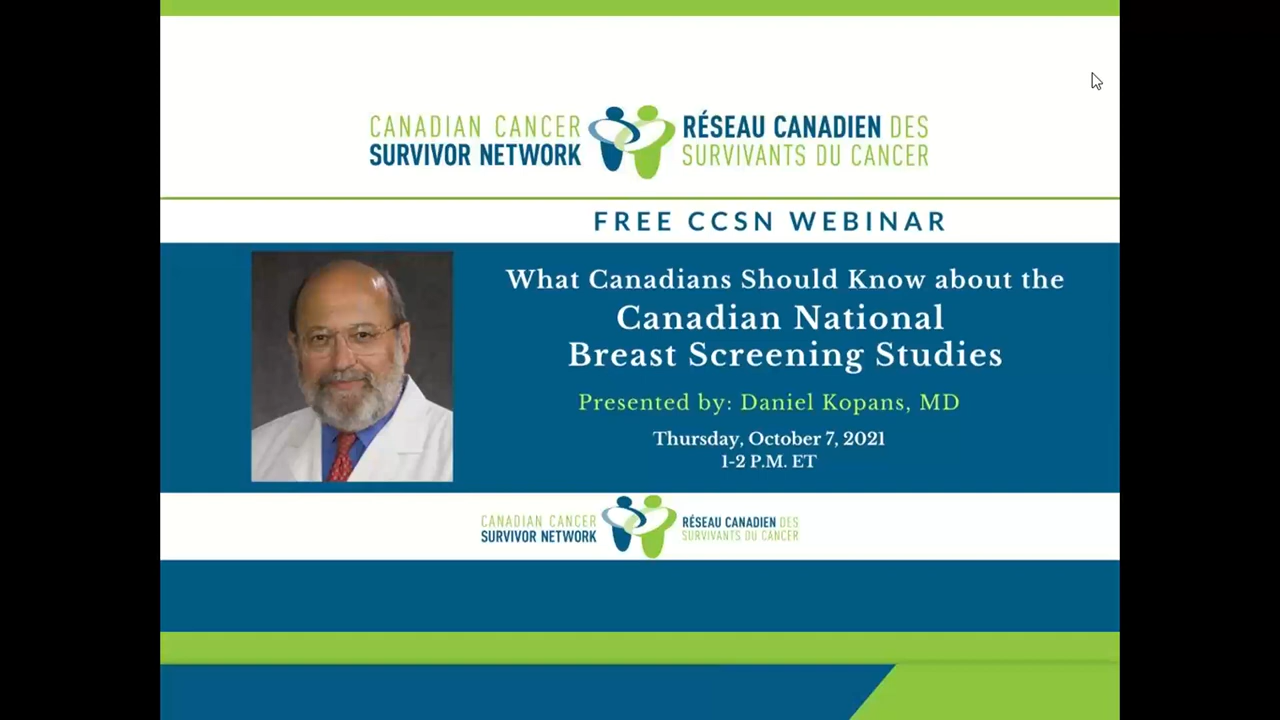 CANADIAN CANCER
SURVIVOR NETWORK
RÉSEAU CANADIEN DES
SURVIVANTS DU CANCER
FREE CCSN WEBINAR
What Canadians Should Know about the
Canadian National
Breast Screening Studies
Presented by: Daniel Kopans, MD
Thursday, October 7, 2021
1-2 P.M. ET
CANADIAN CANCER
SURVIVOR NETWORK
RÉSEAU CANADIEN DES
SURVIVANTS DU CANCER